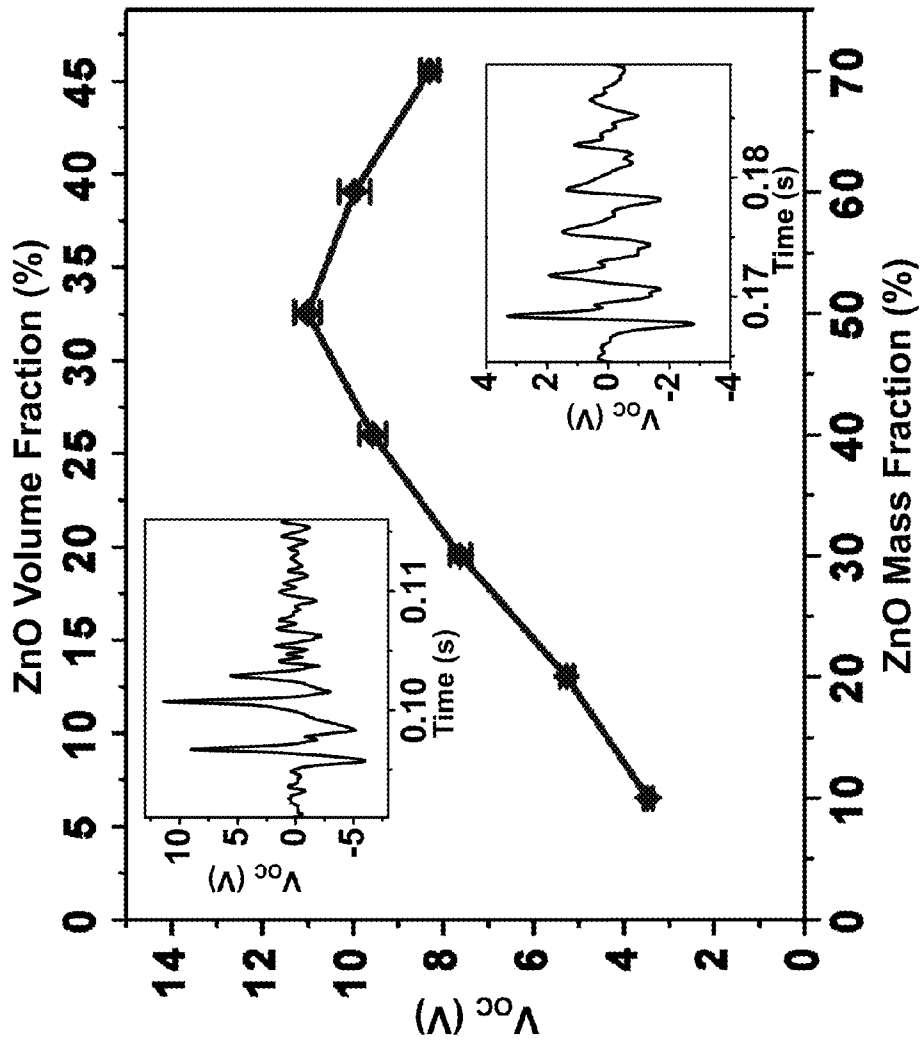 ZnO Volume Fraction (%)
0 5 10 15 20 25 30 35 40 45
14
12
10
8
6
4
2
0
Voc (V)
10
5
0
-5
Voc (V)
0.10 0.11
Time (s)
4
2
0
-2
-4
Voc (V)
0.17 0.18
Time (s)
0 10 20 30 40 50 60 70
ZnO Mass Fraction (%)